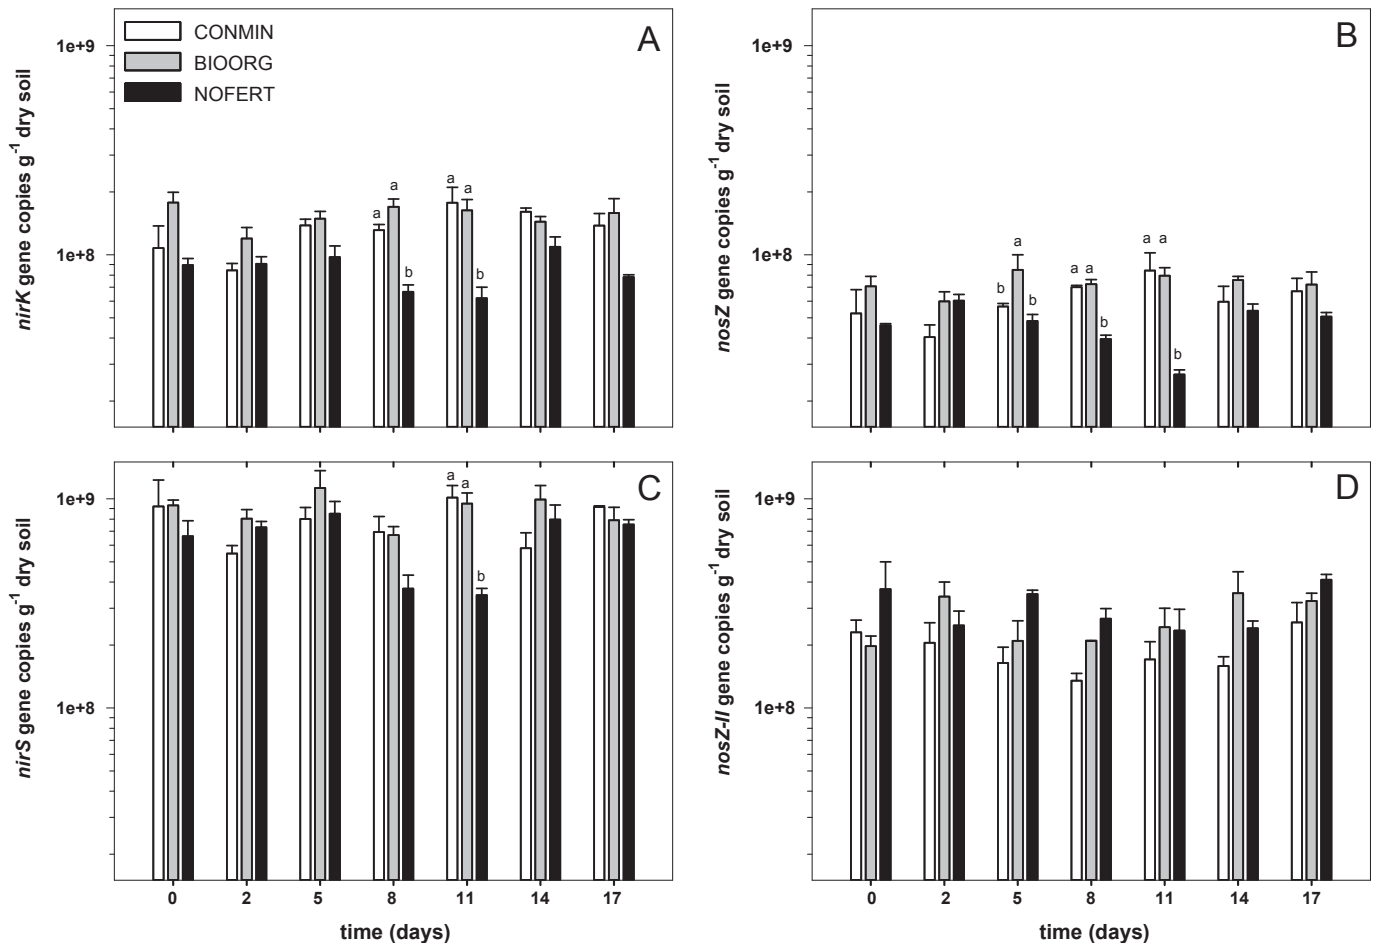 CONMIN
BIOORG
NOFERT
A
1e+9
1e+8
nirK gene copies g⁻¹ dry soil
a
a
b
a
a
b
B
1e+9
1e+8
nosZ gene copies g⁻¹ dry soil
b
a
b
a
a
b
a
a
b
C
1e+9
1e+8
nirS gene copies g⁻¹ dry soil
a
a
b
0 2 5 8 11 14 17
time (days)
D
1e+9
1e+8
nosZ-II gene copies g⁻¹ dry soil
0 2 5 8 11 14 17
time (days)